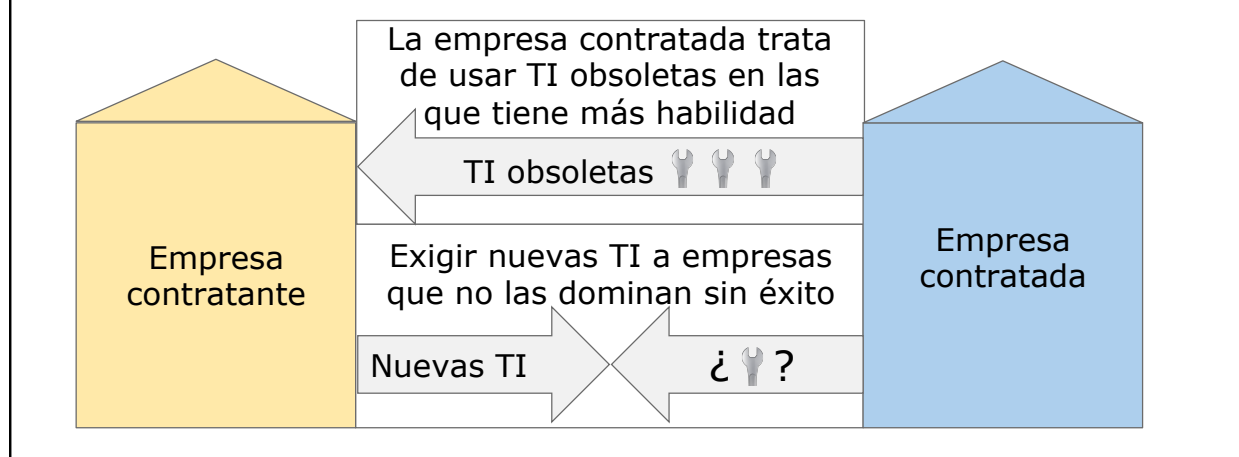 La empresa contratada trata
de usar TI obsoletas en las
que tiene más habilidad
TI obsoletas
Empresa
contratante
Exigir nuevas TI a empresas
que no las dominan sin éxito
Nuevas TI
¿ ?
Empresa
contratada